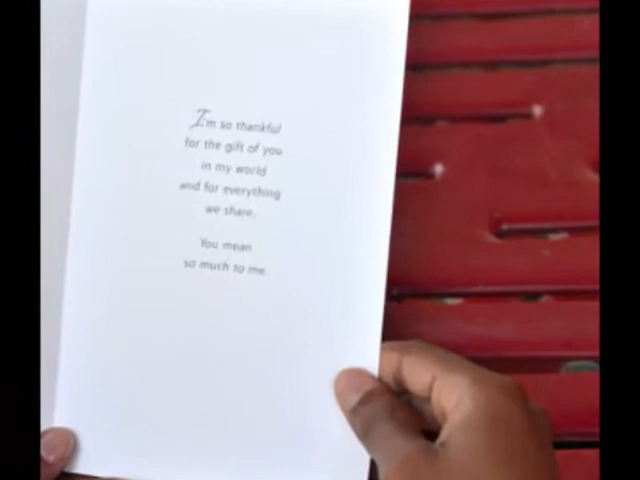 I'm so thankful
for the gift of you
in my world
and for everything
we share.
You mean
so much to me.